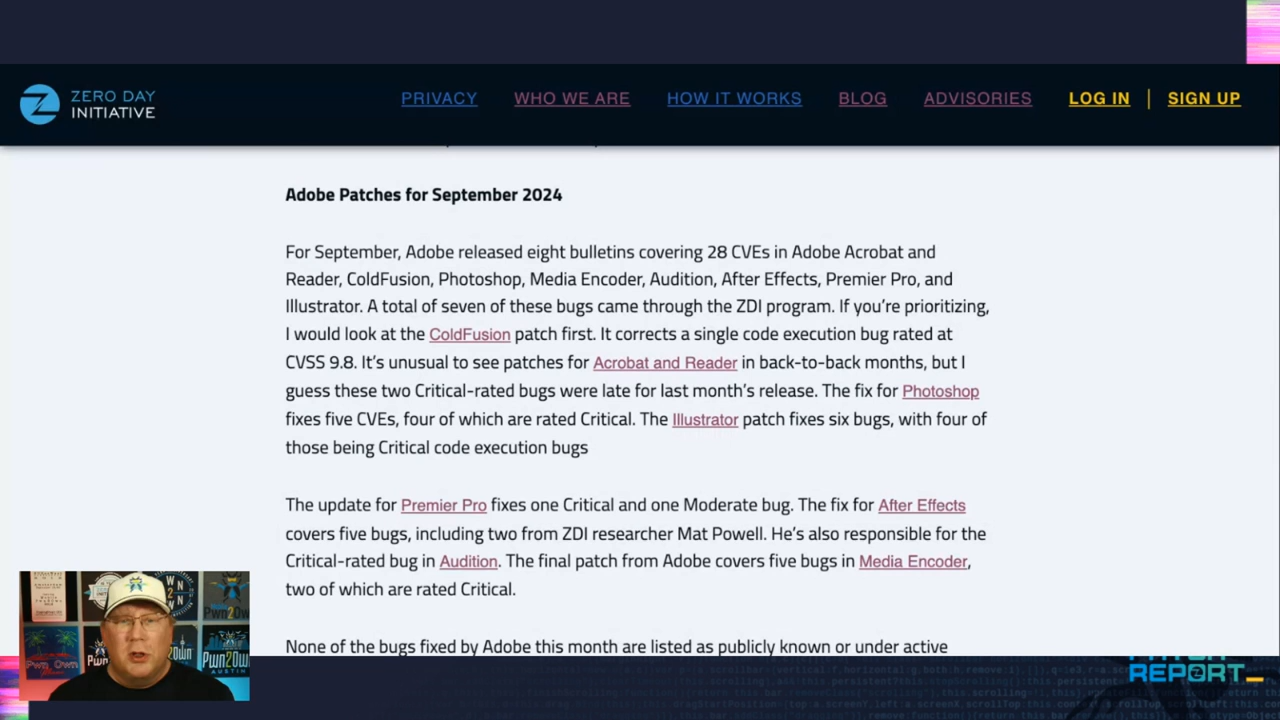 ZERO DAY
INITIATIVE
PRIVACY WHO WE ARE HOW IT WORKS BLOG ADVISORIES LOG IN | SIGN UP
Adobe Patches for September 2024
For September, Adobe released eight bulletins covering 28 CVEs in Adobe Acrobat and
Reader, ColdFusion, Photoshop, Media Encoder, Audition, After Effects, Premier Pro, and
Illustrator. A total of seven of these bugs came through the ZDI program. If you’re prioritizing,
I would look at the ColdFusion patch first. It corrects a single code execution bug rated at
CVSS 9.8. It’s unusual to see patches for Acrobat and Reader in back-to-back months, but I
guess these two Critical-rated bugs were late for last month’s release. The fix for Photoshop
fixes five CVEs, four of which are rated Critical. The Illustrator patch fixes six bugs, with four of
those being Critical code execution bugs
The update for Premier Pro fixes one Critical and one Moderate bug. The fix for After Effects
covers five bugs, including two from ZDI researcher Mat Powell. He’s also responsible for the
Critical-rated bug in Audition. The final patch from Adobe covers five bugs in Media Encoder,
two of which are rated Critical.
None of the bugs fixed by Adobe this month are listed as publicly known or under active
Pwn2Own
Pwn Own
Pwn2Own
AUSTIN
PATCH
REPORT_